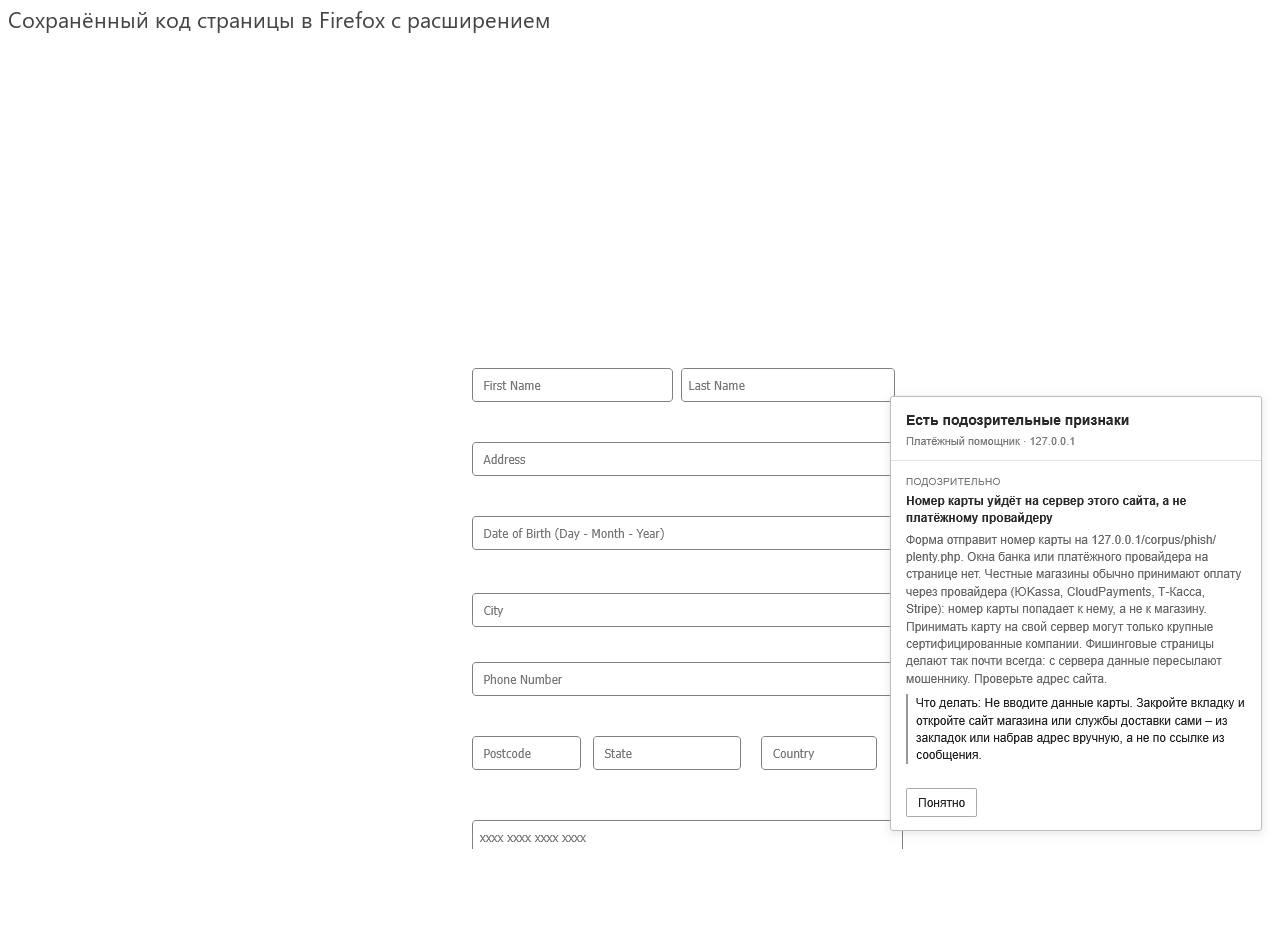 Сохранённый код страницы в Firefox с расширением
First Name
Last Name
Address
Date of Birth (Day - Month - Year)
City
Phone Number
Postcode
State
Country
xxxx xxxx xxxx xxxx
Есть подозрительные признаки
Платёжный помощник · 127.0.0.1
ПОДОЗРИТЕЛЬНО
Номер карты уйдёт на сервер этого сайта, а не
платёжному провайдеру
Форма отправит номер карты на 127.0.0.1/corpus/phish/
plenty.php. Окна банка или платёжного провайдера на
странице нет. Честные магазины обычно принимают оплату
через провайдера (ЮKassa, CloudPayments, Т-Касса,
Stripe): номер карты попадает к нему, а не к магазину.
Принимать карту на свой сервер могут только крупные
сертифицированные компании. Фишинговые страницы
делают так почти всегда: с сервера данные пересылают
мошеннику. Проверьте адрес сайта.
Что делать: Не вводите данные карты. Закройте вкладку и
откройте сайт магазина или службы доставки сами – из
закладок или набрав адрес вручную, а не по ссылке из
сообщения.
Понятно